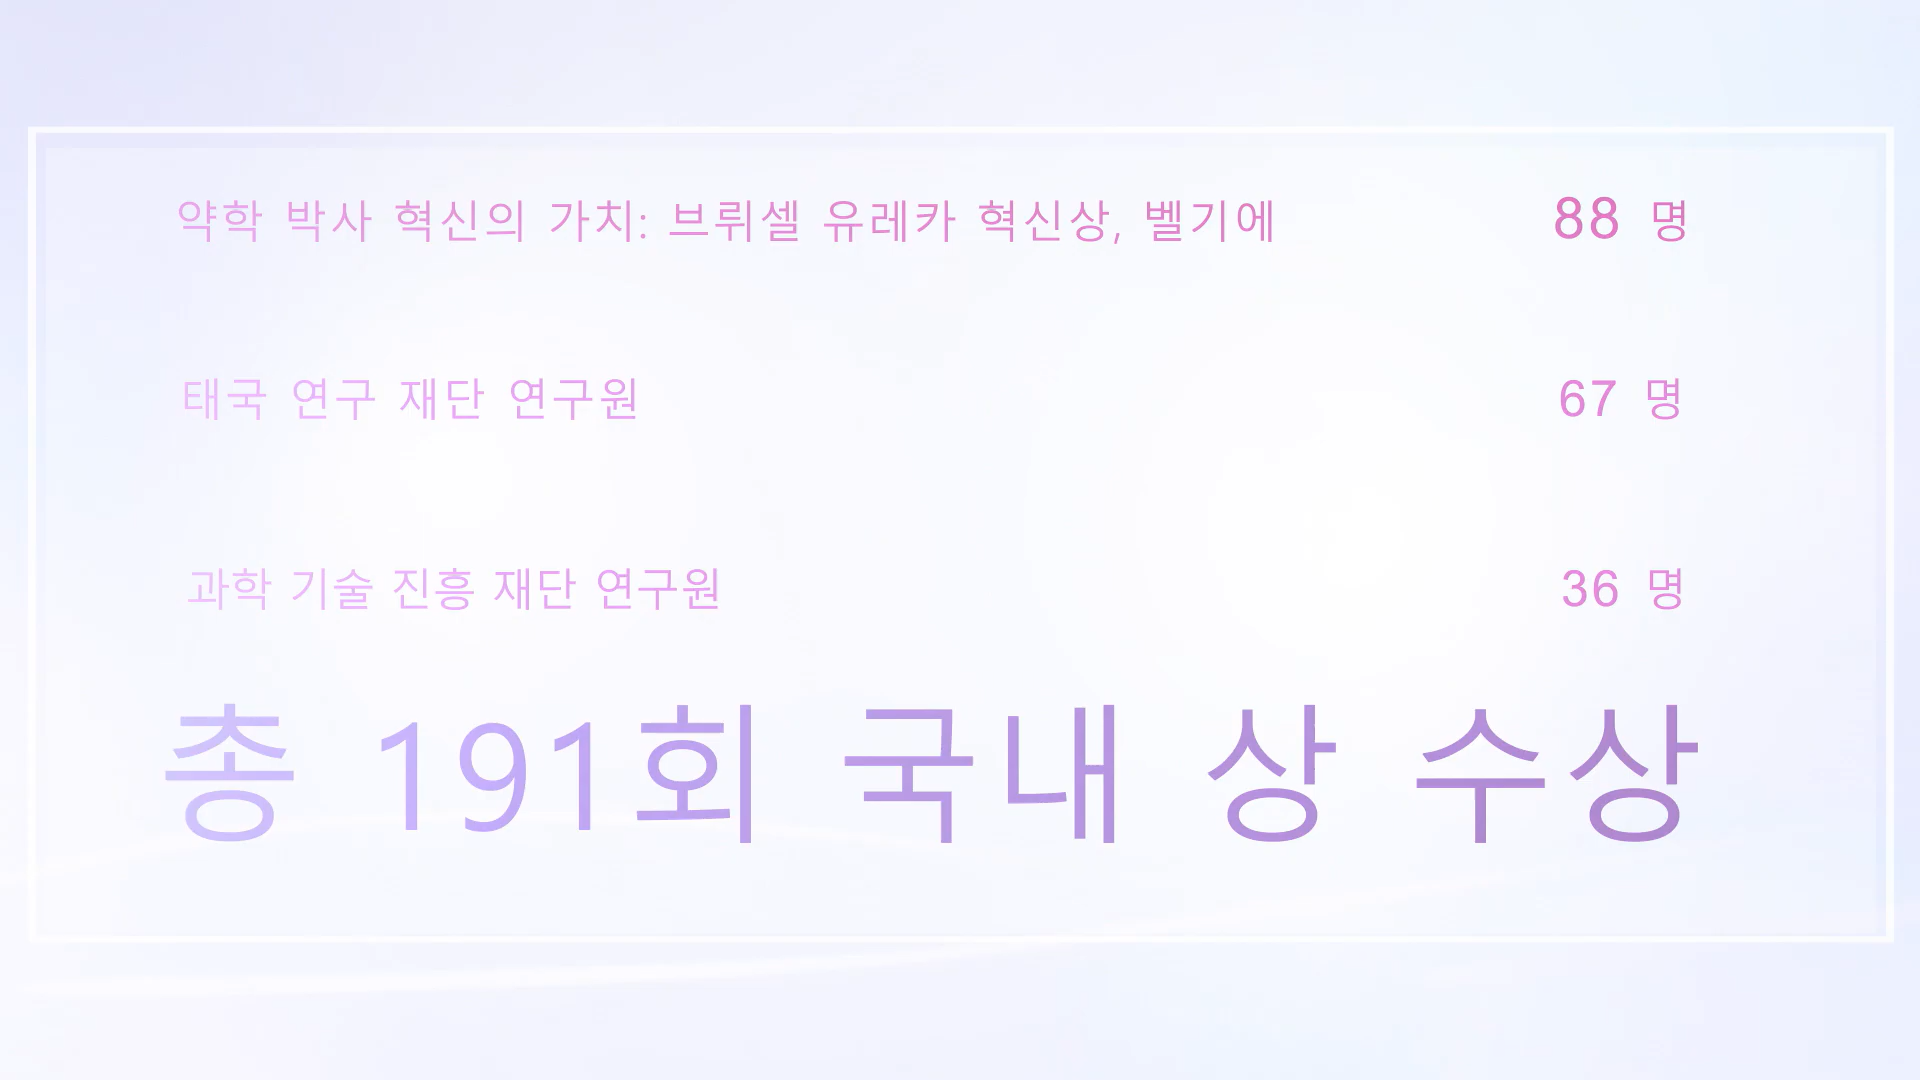 약학 박사 혁신의 가치: 브뤼셀 유레카 혁신상, 벨기에 88 명
태국 연구 재단 연구원 67 명
과학 기술 진흥 재단 연구원 36 명
총 191회 국내 상 수상